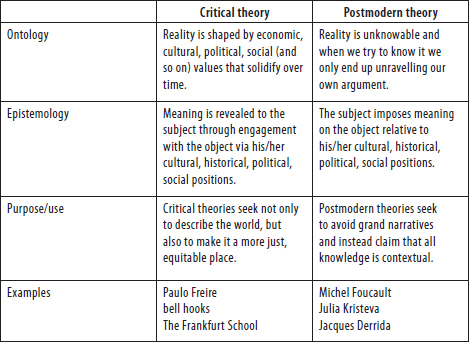 Critical theory
Postmodern theory
Ontology
Reality is shaped by economic,
cultural, political, social (and
so on) values that solidify over
time.
Reality is unknowable and
when we try to know it we
only end up unravelling our
own argument.
Epistemology
Meaning is revealed to the
subject through engagement
with the object via his/her
cultural, historical, political,
social positions.
The subject imposes meaning
on the object relative to
his/her cultural, historical,
political, social positions.
Purpose/use
Critical theories seek not only
to describe the world, but
also to make it a more just,
equitable place.
Postmodern theories seek
to avoid grand narratives
and instead claim that all
knowledge is contextual.
Examples
Paulo Freire
bell hooks
The Frankfurt School
Michel Foucault
Julia Kristeva
Jacques Derrida